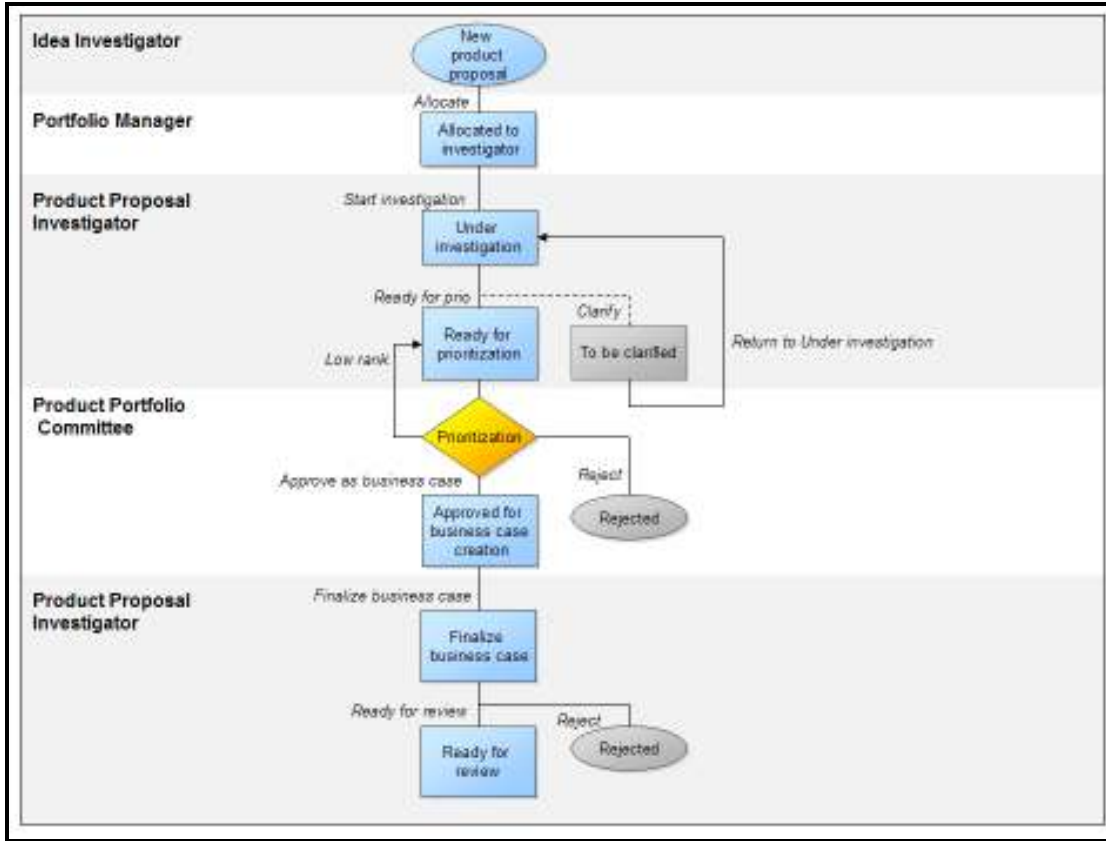 Idea Investigator
New
product
proposal
Allocate
Portfolio Manager
Allocated to
investigator
Product Proposal
Investigator
Start investigation
Under
investigation
Ready for prio
Clarify
Ready for
prioritization
To be clarified
Return to Under investigation
Low rank
Product Portfolio
Committee
Prioritization
Approve as business case
Reject
Approved for
business case
creation
Rejected
Product Proposal
Investigator
Finalize business case
Finalize
business case
Ready for review
Reject
Ready for
review
Rejected